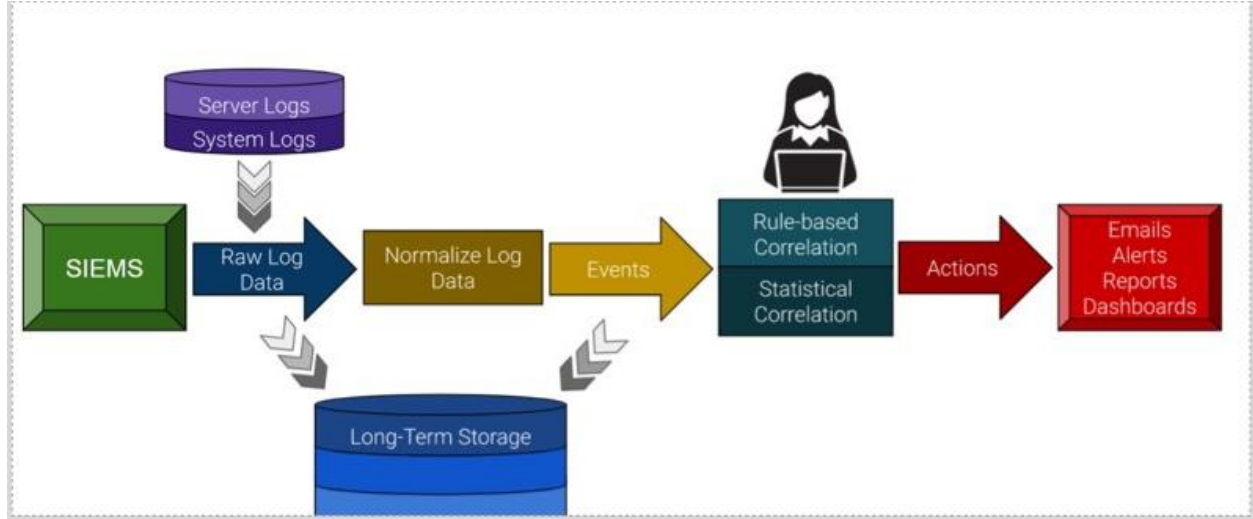 Server Logs
System Logs
SIEMS
Raw Log
Data
Normalize Log
Data
Events
Rule-based
Correlation
Statistical
Correlation
Actions
Emails
Alerts
Reports
Dashboards
Long-Term Storage